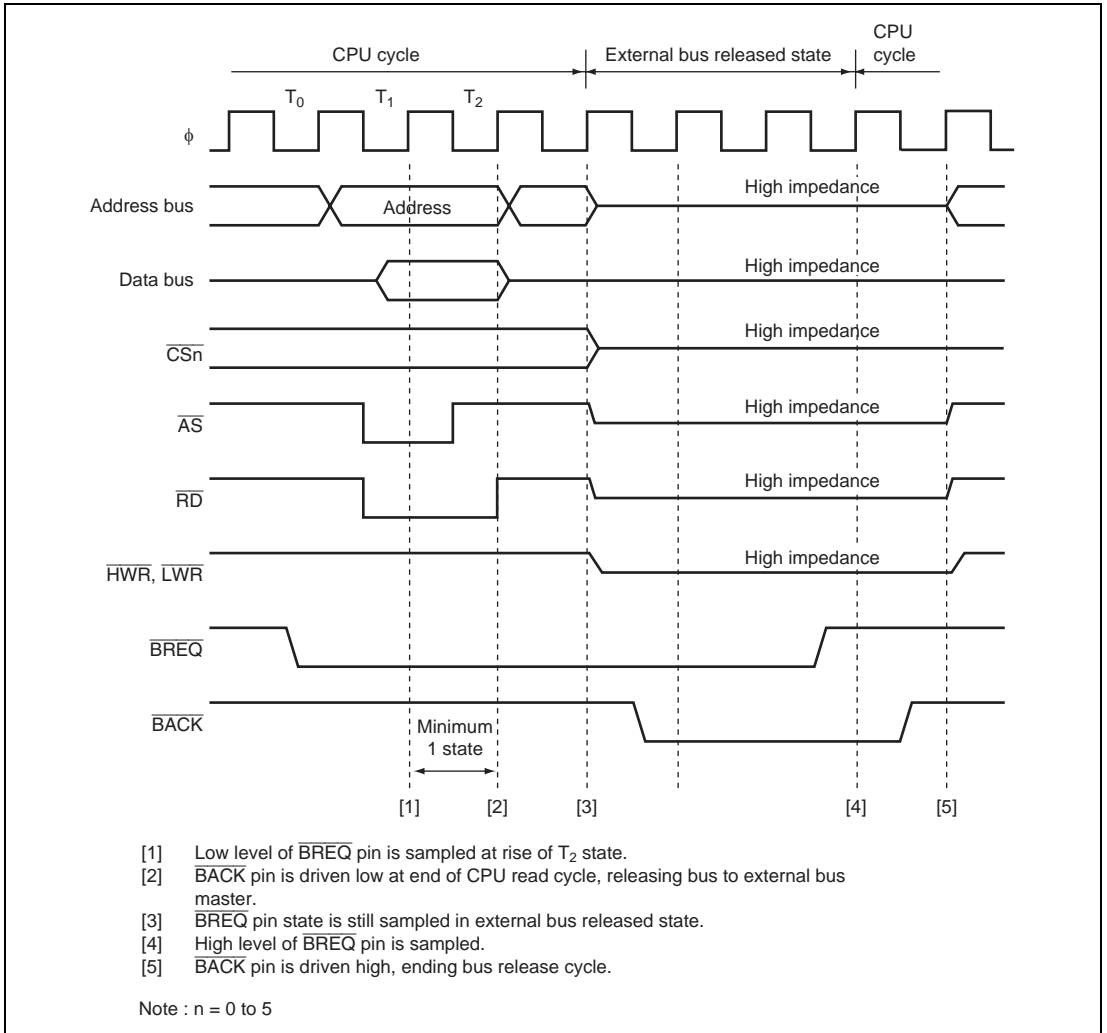 CPU cycle
External bus released state
CPU cycle
T0
T1
T2
ϕ
Address bus
Address
High impedance
Data bus
High impedance
CSn
High impedance
AS
High impedance
RD
High impedance
HWR, LWR
High impedance
BREQ
BACK
Minimum
1 state
[1]
[2]
[3]
[4]
[5]
[1] Low level of BREQ pin is sampled at rise of T2 state.
[2] BACK pin is driven low at end of CPU read cycle, releasing bus to external bus
master.
[3] BREQ pin state is still sampled in external bus released state.
[4] High level of BREQ pin is sampled.
[5] BACK pin is driven high, ending bus release cycle.
Note : n = 0 to 5